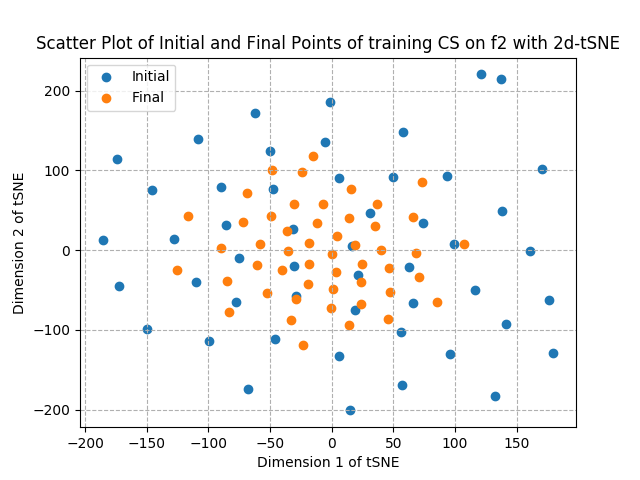 Scatter Plot of Initial and Final Points of training CS on f2 with 2d-tSNE
Initial
Final
200
100
0
−100
−200
Dimension 2 of tSNE
−200 −150 −100 −50 0 50 100 150
Dimension 1 of tSNE